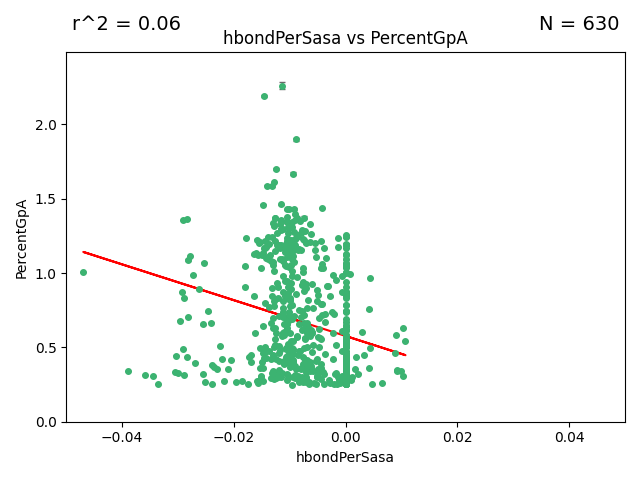 r^2 = 0.06
N = 630
hbondPerSasa vs PercentGpA
PercentGpA
2.0
1.5
1.0
0.5
0.0
−0.04
−0.02
0.00
0.02
0.04
hbondPerSasa